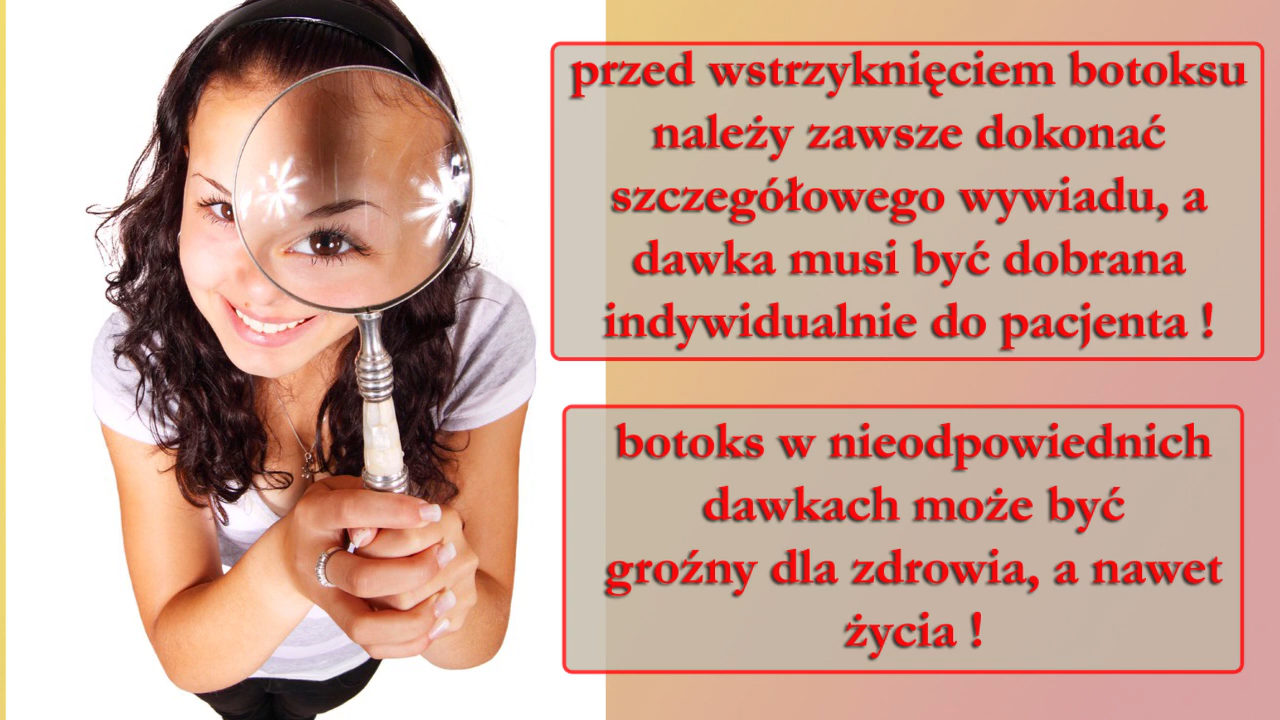 przed wstrzyknięciem botoksu
należy zawsze dokonać
szczegółowego wywiadu, a
dawka musi być dobrana
indywidualnie do pacjenta !
botoks w nieodpowiednich
dawkach może być
groźny dla zdrowia, a nawet
życia !